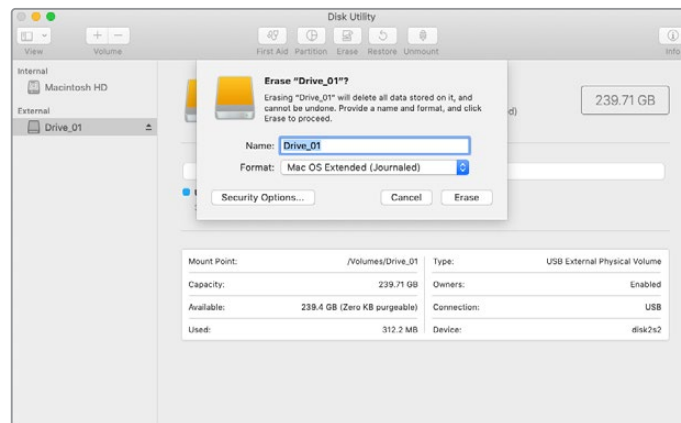 Disk Utility
View
Volume
First Aid Partition Erase Restore Unmount
Info
Internal
Macintosh HD
External
Drive_01
Erase "Drive_01"?
Erasing "Drive_01" will delete all data stored on it, and
cannot be undone. Provide a name and format, and click
Erase to proceed.
Name: Drive_01
Format: Mac OS Extended (Journaled)
Security Options... Cancel Erase
239.71 GB
Mount Point: /Volumes/Drive_01 Type: USB External Physical Volume
Capacity: 239.71 GB Owners: Enabled
Available: 239.4 GB (Zero KB purgeable) Connection: USB
Used: 312.2 MB Device: disk2s2